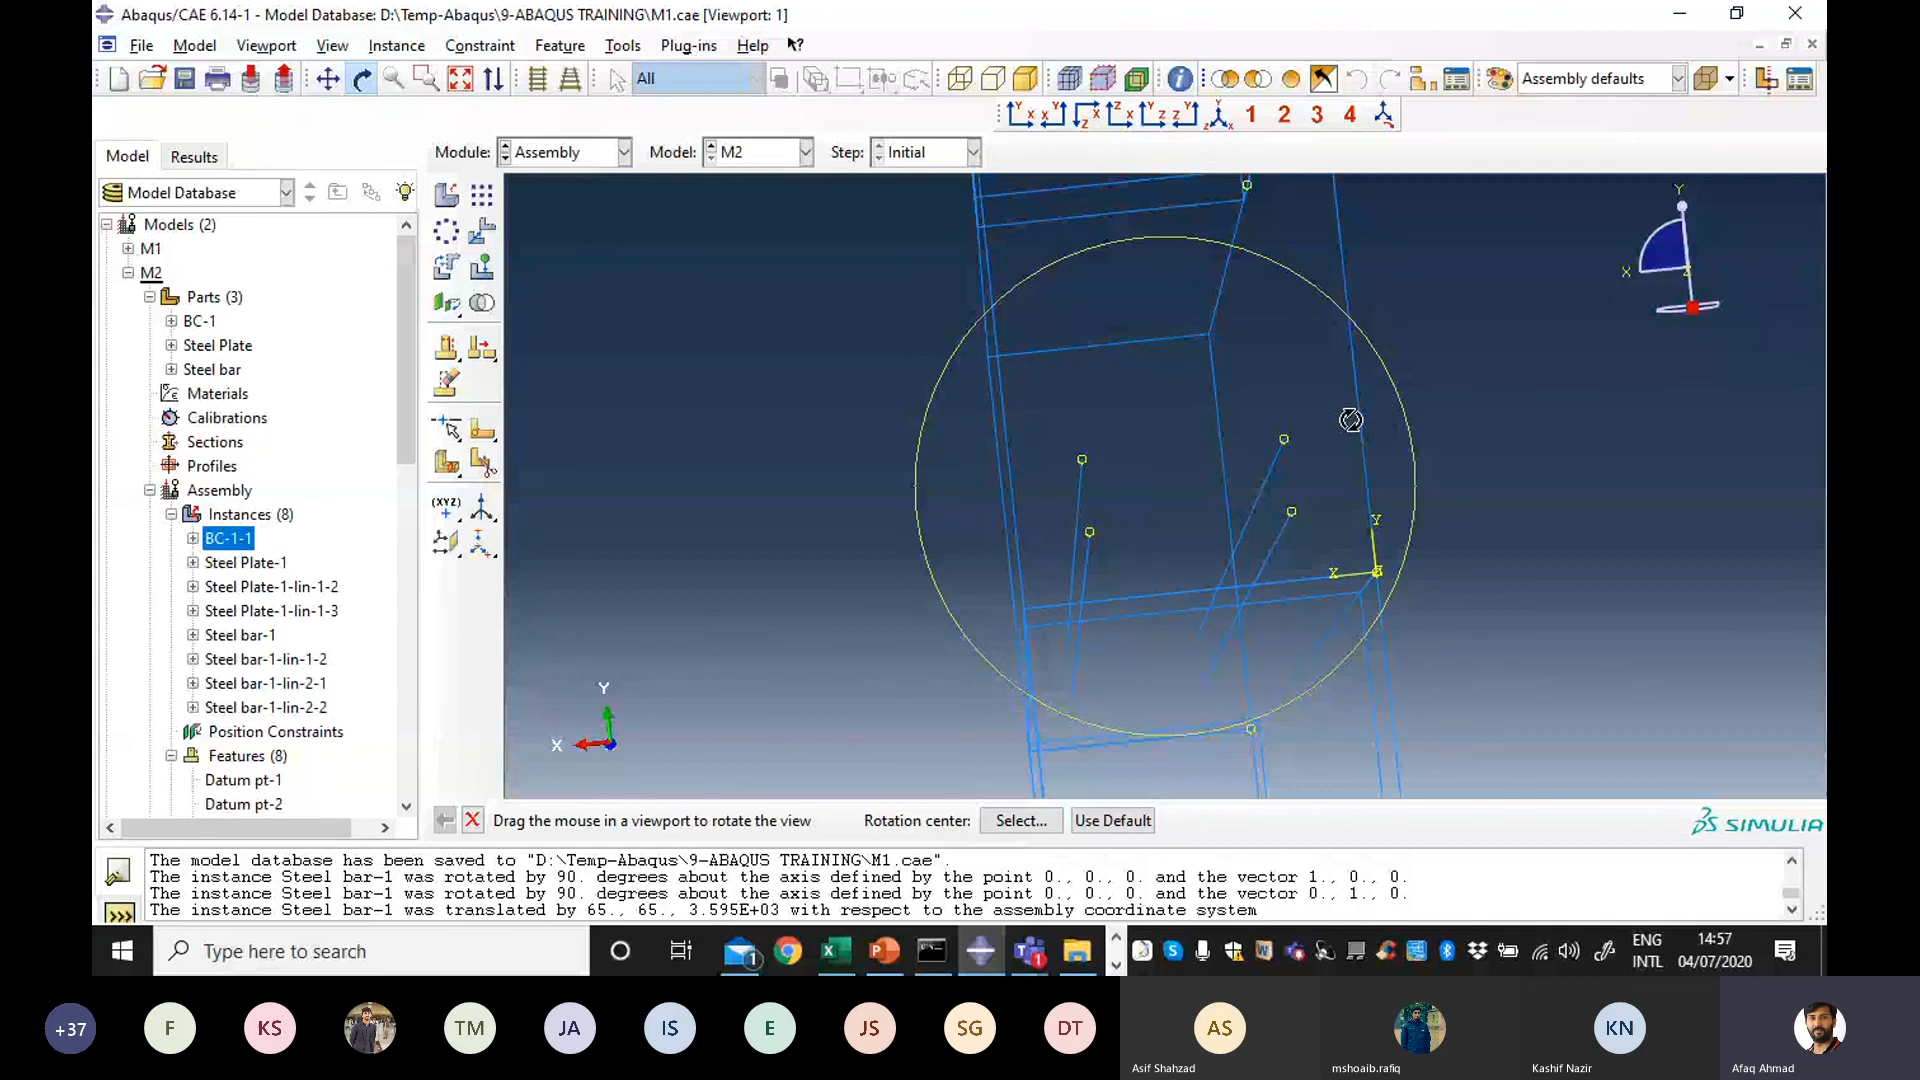 Abaqus/CAE 6.14-1 - Model Database: D:\Temp-Abaqus\9-ABAQUS TRAINING\M1.cae [Viewport: 1]
File Model Viewport View Instance Constraint Feature Tools Plug-ins Help
All
Assembly defaults
1 2 3 4
Model Results
Module: Assembly Model: M2 Step: Initial
Model Database
Models (2)
M1
M2
Parts (3)
BC-1
Steel Plate
Steel bar
Materials
Calibrations
Sections
Profiles
Assembly
Instances (8)
BC-1-1
Steel Plate-1
Steel Plate-1-lin-1-2
Steel Plate-1-lin-1-3
Steel bar-1
Steel bar-1-lin-1-2
Steel bar-1-lin-2-1
Steel bar-1-lin-2-2
Position Constraints
Features (8)
Datum pt-1
Datum pt-2
(XYZ)
Y
X
Z
Y
X
Y
X
Drag the mouse in a viewport to rotate the view Rotation center: Select... Use Default
SIMULIA
The model database has been saved to "D:\Temp-Abaqus\9-ABAQUS TRAINING\M1.cae".
The instance Steel bar-1 was rotated by 90. degrees about the axis defined by the point 0., 0., 0. and the vector 1., 0., 0.
The instance Steel bar-1 was rotated by 90. degrees about the axis defined by the point 0., 0., 0. and the vector 0., 1., 0.
The instance Steel bar-1 was translated by 65., 65., 3.595E+03 with respect to the assembly coordinate system
>>>
Type here to search
ENG
INTL
14:57
04/07/2020
+37 F KS TM JA IS E JS SG DT AS KN
Asif Shahzad mshoaib.rafiq Kashif Nazir Afaq Ahmad